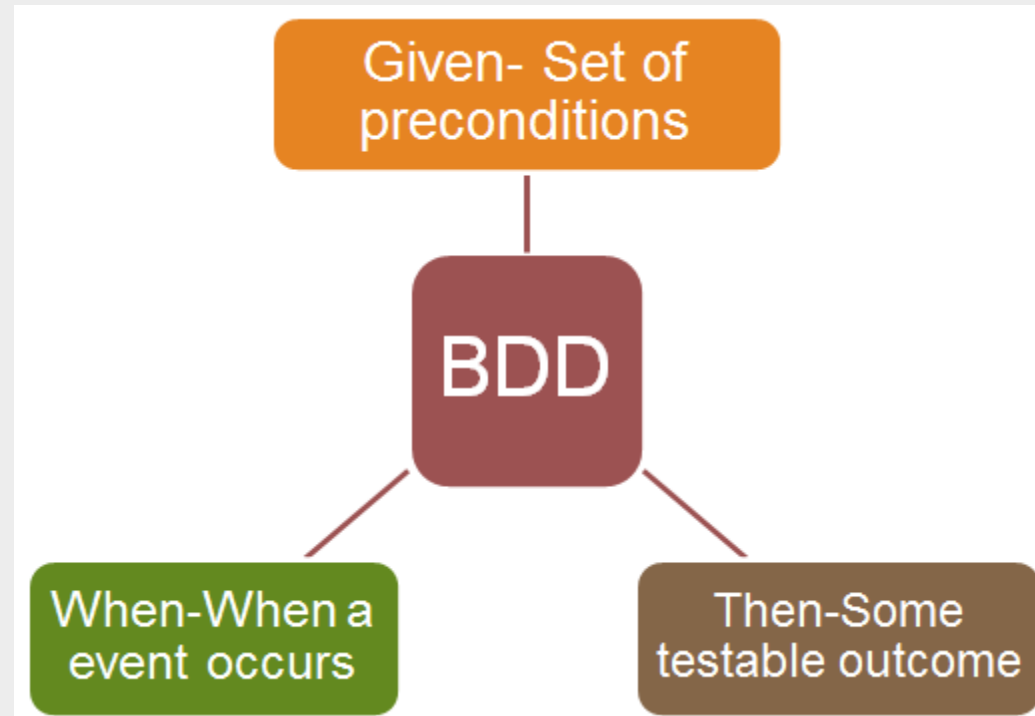 Given- Set of
preconditions
BDD
When-When a
event occurs
Then-Some
testable outcome